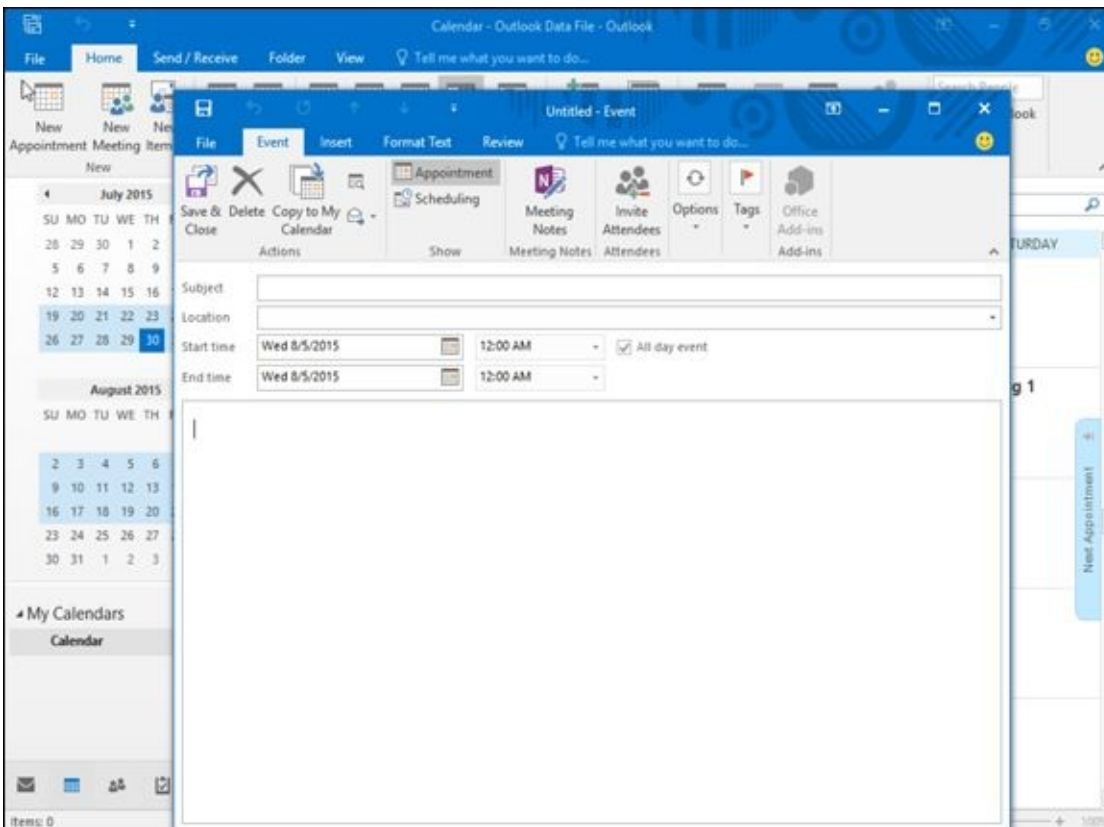 Calendar - Outlook Data File - Outlook
File Home Send / Receive Folder View Tell me what you want to do...
New Appointment
New Meeting
New
New
July 2015
SU MO TU WE TH
28 29 30 1 2
5 6 7 8 9
12 13 14 15 16
19 20 21 22 23
26 27 28 29 30
August 2015
SU MO TU WE TH
2 3 4 5 6
9 10 11 12 13
16 17 18 19 20
23 24 25 26 27
30 31 1 2 3
My Calendars
Calendar
Items: 0
Untitled - Event
File Event Insert Format Text Review Tell me what you want to do...
Save & Close
Delete
Copy to My Calendar
Actions
Appointment
Scheduling
Show
Meeting Notes
Meeting Notes
Invite Attendees
Attendees
Options
Tags
Office Add-ins
Add-ins
Subject
Location
Start time Wed 8/5/2015 12:00 AM All day event
End time Wed 8/5/2015 12:00 AM
Search People
look
TURDAY
g 1
Next Appointment